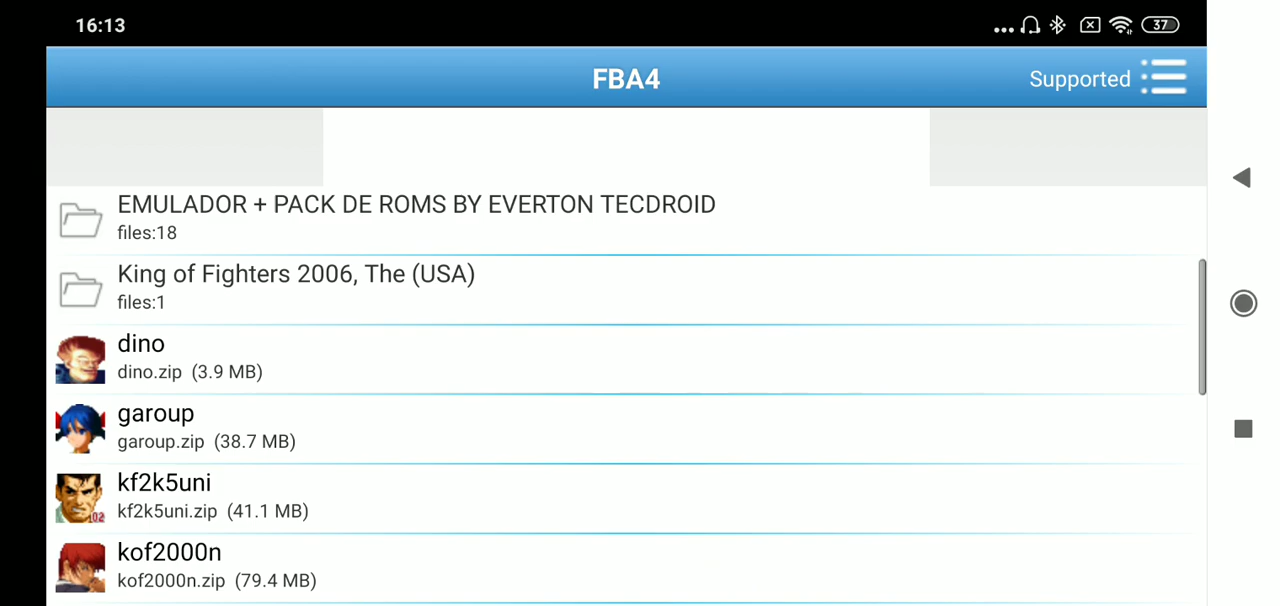 16:13
37
FBA4
Supported
EMULADOR + PACK DE ROMS BY EVERTON TECDROID
files:18
King of Fighters 2006, The (USA)
files:1
dino
dino.zip (3.9 MB)
garoup
garoup.zip (38.7 MB)
kf2k5uni
kf2k5uni.zip (41.1 MB)
102
kof2000n
kof2000n.zip (79.4 MB)